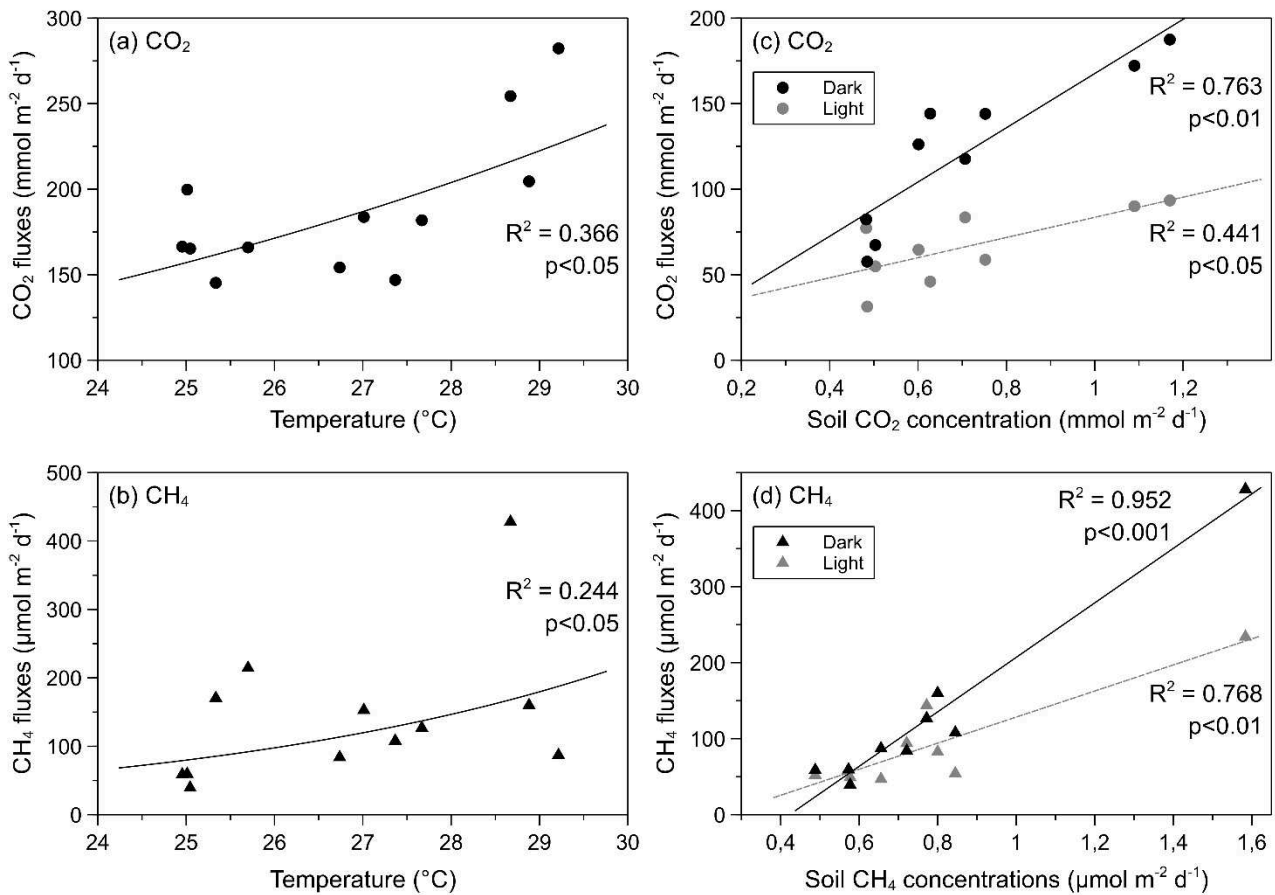 (a) CO₂
300
250
200
150
100
CO₂ fluxes (mmol m⁻² d⁻¹)
R² = 0.366
p<0.05
24 25 26 27 28 29 30
Temperature (°C)
(c) CO₂
Dark
Light
200
150
100
50
0
CO₂ fluxes (mmol m⁻² d⁻¹)
R² = 0.763
p<0.01
R² = 0.441
p<0.05
0,2 0,4 0,6 0,8 1 1,2
Soil CO₂ concentration (mmol m⁻² d⁻¹)
(b) CH₄
500
400
300
200
100
0
CH₄ fluxes (µmol m⁻² d⁻¹)
R² = 0.244
p<0.05
24 25 26 27 28 29 30
Temperature (°C)
(d) CH₄
Dark
Light
400
300
200
100
0
CH₄ fluxes (µmol m⁻² d⁻¹)
R² = 0.952
p<0.001
R² = 0.768
p<0.01
0,4 0,6 0,8 1 1,2 1,4 1,6
Soil CH₄ concentrations (µmol m⁻² d⁻¹)